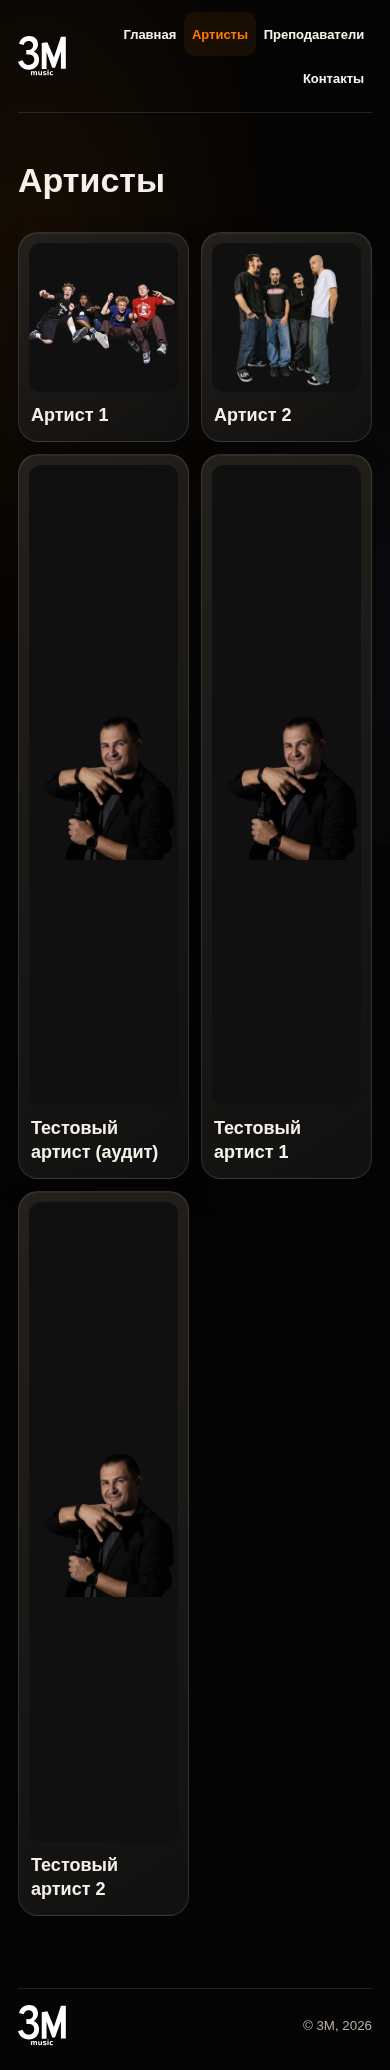 3M
music
Главная Артисты Преподаватели
Контакты
Артисты
Артист 1
Артист 2
Тестовый
артист (аудит)
Тестовый
артист 1
Тестовый
артист 2
3M
music
© 3M, 2026